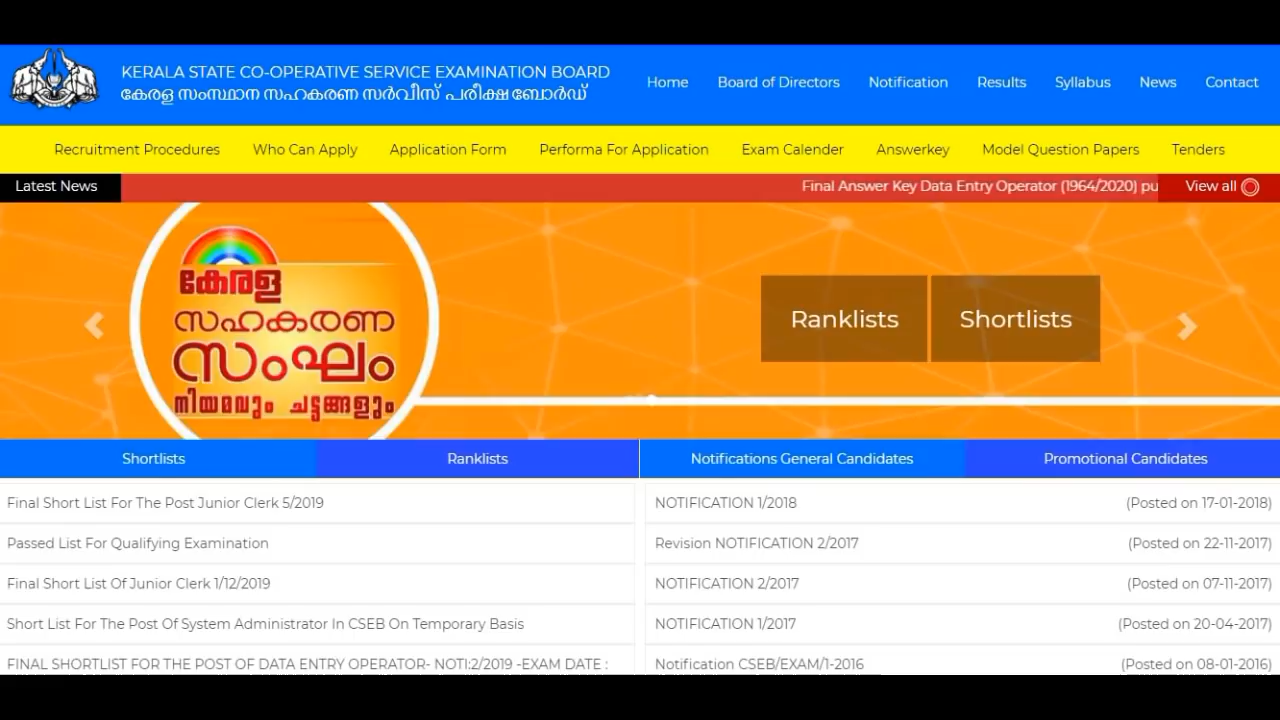 KERALA STATE CO-OPERATIVE SERVICE EXAMINATION BOARD
കേരള സംസ്ഥാന സഹകരണ സർവീസ് പരീക്ഷ ബോർഡ്
Home Board of Directors Notification Results Syllabus News Contact
Recruitment Procedures Who Can Apply Application Form Performa For Application Exam Calender Answerkey Model Question Papers Tenders
Latest News Final Answer Key Data Entry Operator (1964/2020) pu View all
കേരള
സഹകരണ
സംഘം
നിയമവും ചട്ടങ്ങളും
Ranklists Shortlists
Shortlists Ranklists Notifications General Candidates Promotional Candidates
Final Short List For The Post Junior Clerk 5/2019
Passed List For Qualifying Examination
Final Short List Of Junior Clerk 1/12/2019
Short List For The Post Of System Administrator In CSEB On Temporary Basis
FINAL SHORTLIST FOR THE POST OF DATA ENTRY OPERATOR- NOTI:2/2019 -EXAM DATE :
NOTIFICATION 1/2018 (Posted on 17-01-2018)
Revision NOTIFICATION 2/2017 (Posted on 22-11-2017)
NOTIFICATION 2/2017 (Posted on 07-11-2017)
NOTIFICATION 1/2017 (Posted on 20-04-2017)
Notification CSEB/EXAM/1-2016 (Posted on 08-01-2016)